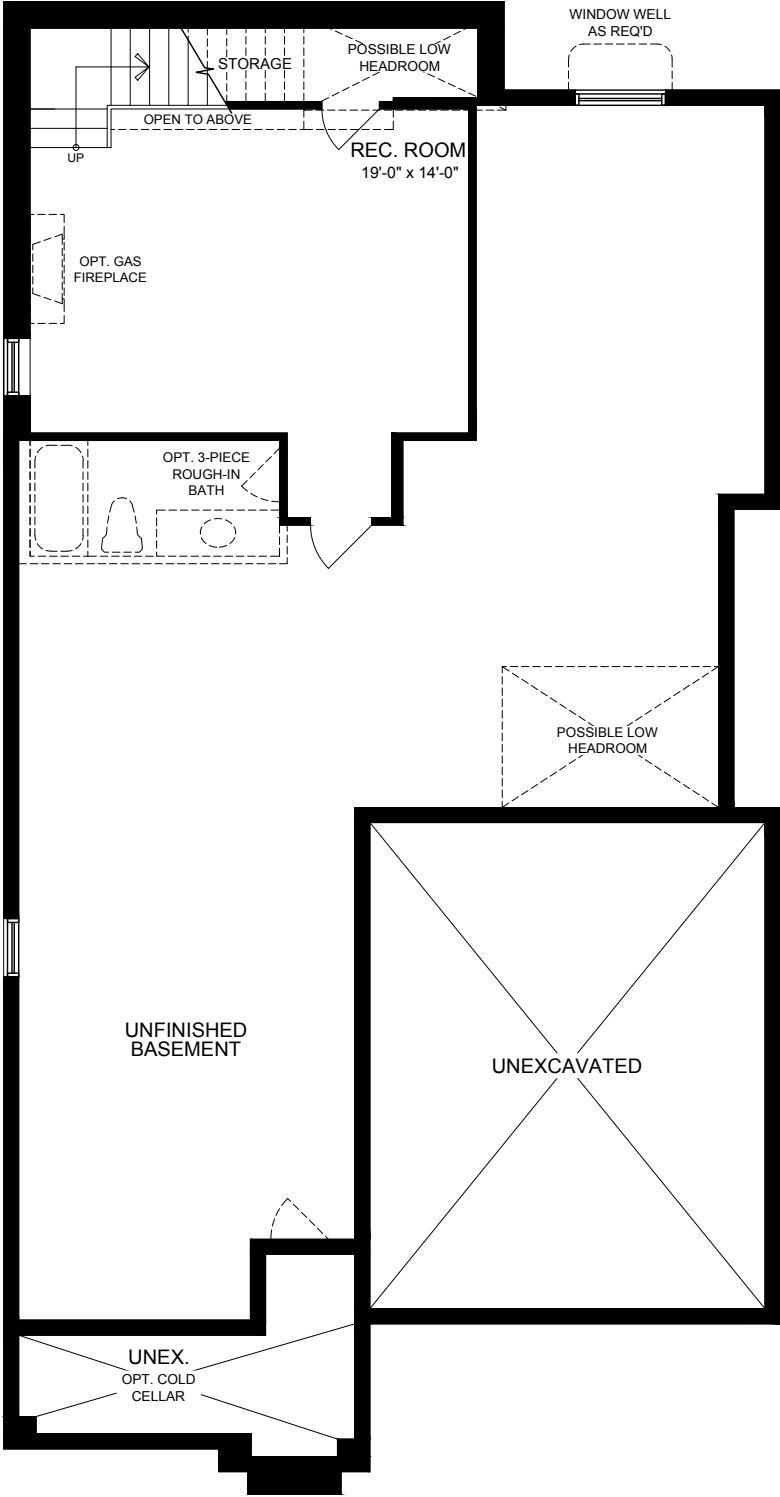 WINDOW WELL
AS REQ'D
POSSIBLE LOW
HEADROOM
STORAGE
OPEN TO ABOVE
UP
REC. ROOM
19'-0" x 14'-0"
OPT. GAS
FIREPLACE
OPT. 3-PIECE
ROUGH-IN
BATH
POSSIBLE LOW
HEADROOM
UNFINISHED
BASEMENT
UNEXCAVATED
UNEX.
OPT. COLD
CELLAR